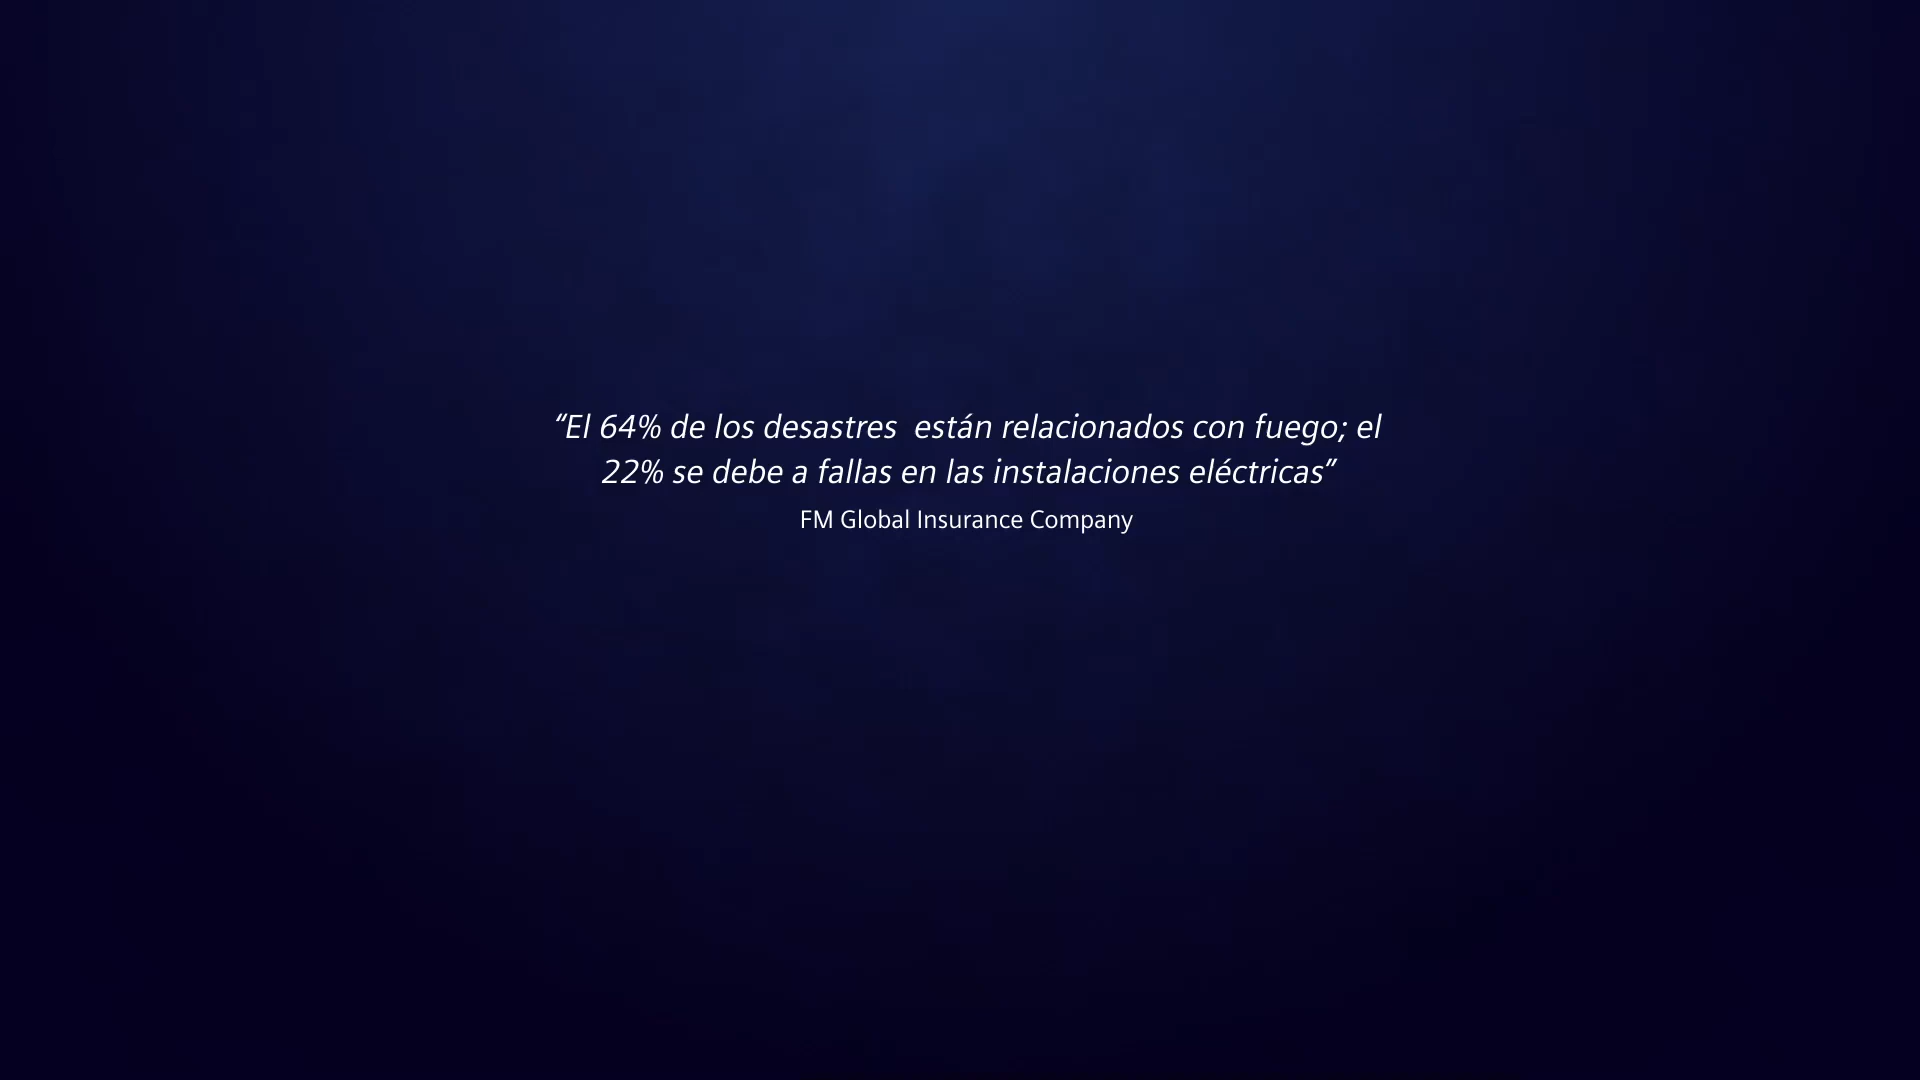 “El 64% de los desastres  están relacionados con fuego; el
22% se debe a fallas en las instalaciones eléctricas”
FM Global Insurance Company